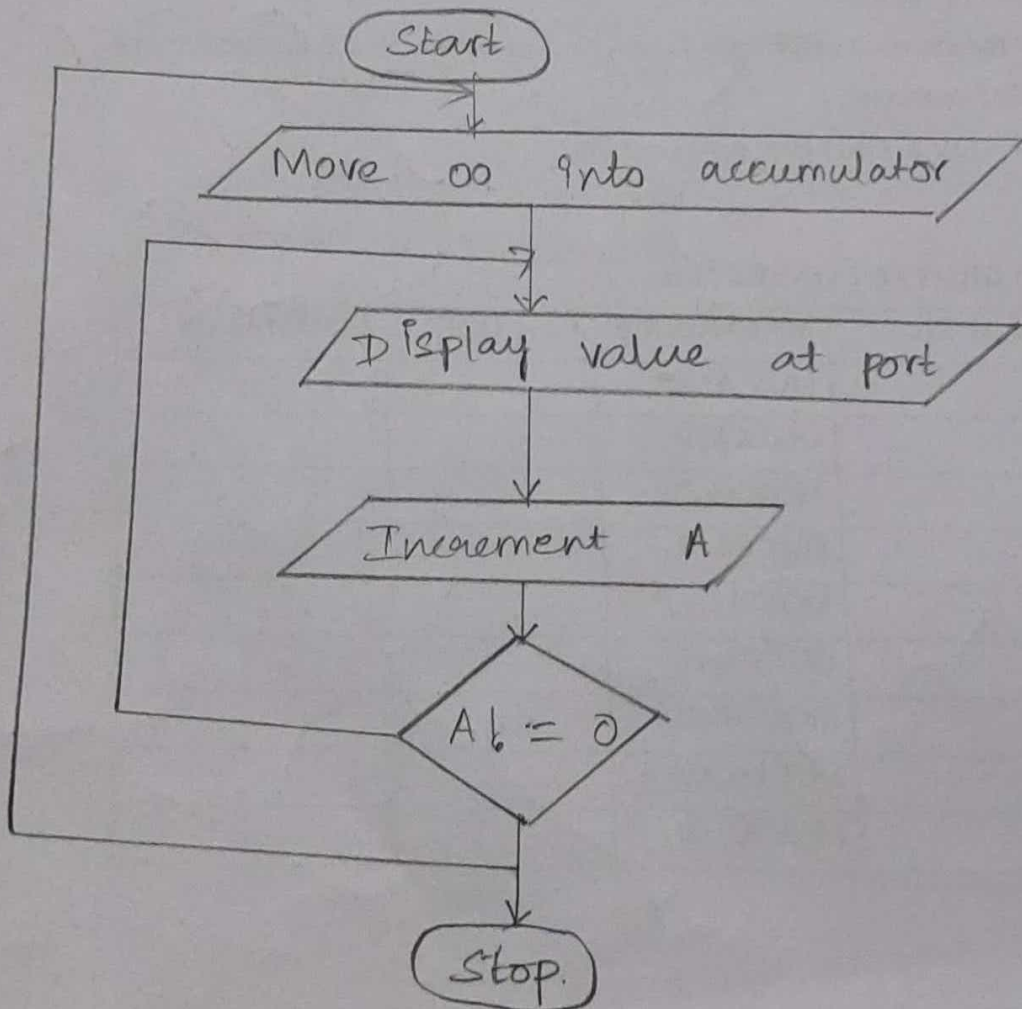 Start
Move 00 into accumulator
Display value at port
Increment A
A != 0
Stop.